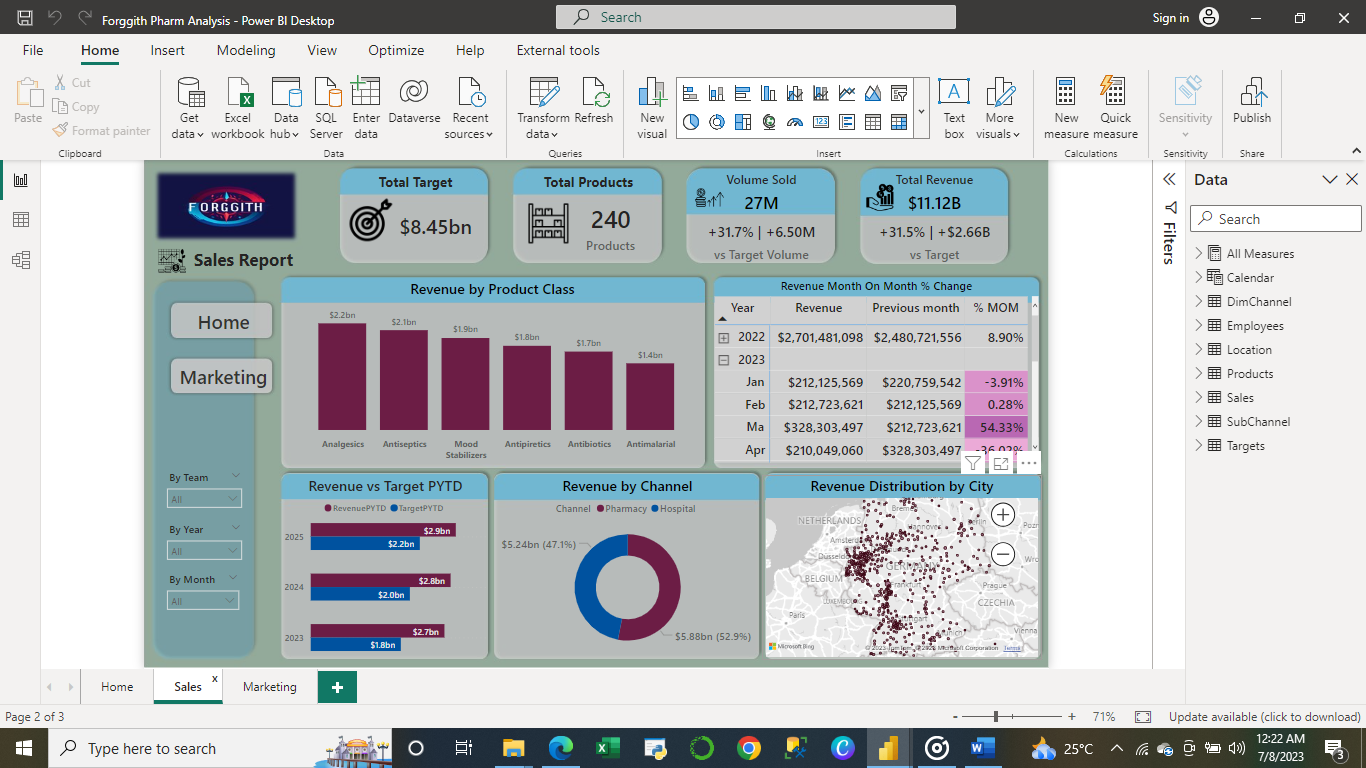 Forggith Pharm Analysis - Power BI Desktop
Search
Sign in
File Home Insert Modeling View Optimize Help External tools
Paste
Cut
Copy
Format painter
Clipboard
Get data
Excel workbook
Data hub
SQL Server
Enter data
Dataverse
Recent sources
Data
Transform data
Refresh
Queries
New visual
Text box
More visuals
Insert
New measure
Quick measure
Calculations
Sensitivity
Sensitivity
Publish
Share
FORGGITH
Sales Report
Total Target
$8.45bn
Total Products
240
Products
Volume Sold
27M
+31.7% | +6.50M
vs Target Volume
Total Revenue
$11.12B
+31.5% | +$2.66B
vs Target
Home
Marketing
By Team
All
By Year
All
By Month
All
Revenue by Product Class
$2.2bn
$2.1bn
$1.9bn
$1.8bn
$1.7bn
$1.4bn
Analgesics
Antiseptics
Mood Stabilizers
Antipiretics
Antibiotics
Antimalarial
Revenue Month On Month % Change
Year Revenue Previous month % MOM
2022 $2,701,481,098 $2,480,721,556 8.90%
2023
Jan $212,125,569 $220,759,542 -3.91%
Feb $212,723,621 $212,125,569 0.28%
Ma $328,303,497 $212,723,621 54.33%
Apr $210,049,060 $328,303,497 -36.02%
Revenue vs Target PYTD
RevenuePYTD TargetPYTD
2025 $2.9bn
$2.2bn
2024 $2.8bn
$2.0bn
2023 $2.7bn
$1.8bn
Revenue by Channel
Channel Pharmacy Hospital
$5.24bn (47.1%)
$5.88bn (52.9%)
Revenue Distribution by City
NETHERLANDS
BELGIUM
Paris
Prague
CZECHIA
Vienna
Microsoft Bing
Terms
Filters
Data
Search
All Measures
Calendar
DimChannel
Employees
Location
Products
Sales
SubChannel
Targets
Home
Sales x
Marketing
+
Page 2 of 3
- + 71%
Update available (click to download)
Type here to search
25°C
12:22 AM
7/8/2023
3